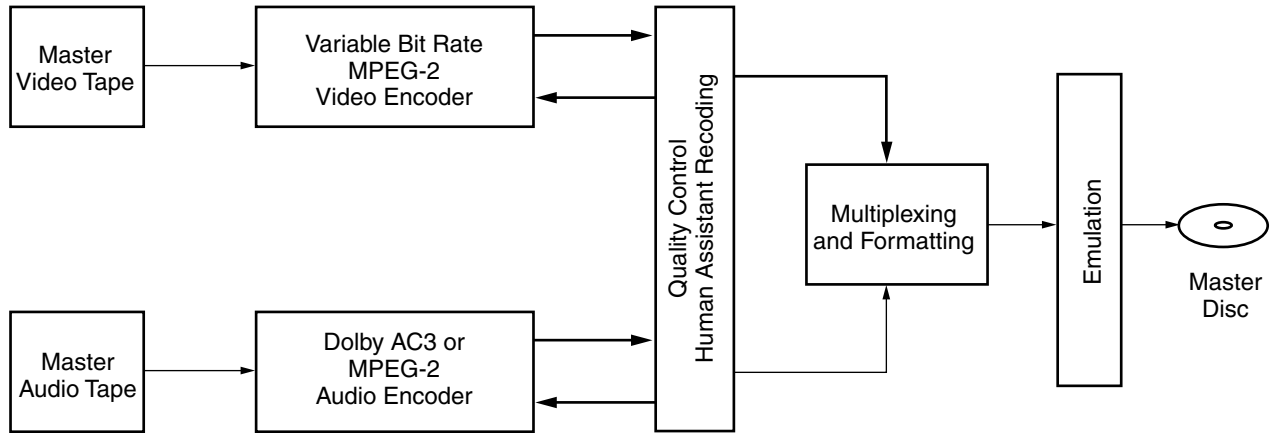 Master
Video Tape
Variable Bit Rate
MPEG-2
Video Encoder
Quality Control
Human Assistant Recoding
Multiplexing
and Formatting
Emulation
Master
Disc
Master
Audio Tape
Dolby AC3 or
MPEG-2
Audio Encoder